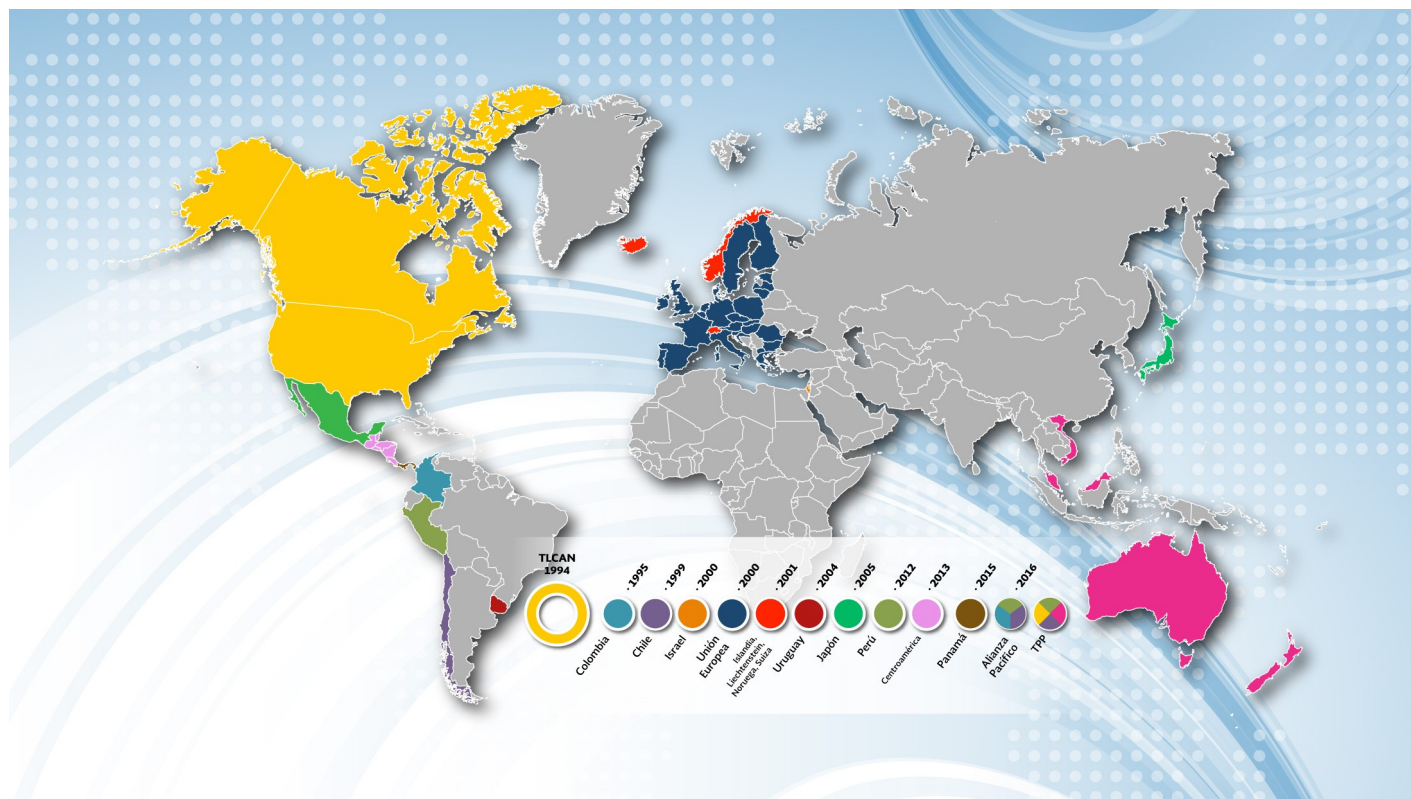 TLCAN
1994
· 1995
Colombia
· 1999
Chile
· 2000
Israel
· 2000
Unión
Europea
· 2001
Islandia,
Liechtenstein,
Noruega, Suiza
· 2004
Uruguay
· 2005
Japón
· 2012
Perú
· 2013
Centroamérica
· 2015
Panamá
· 2016
Alianza
Pacífico
TPP